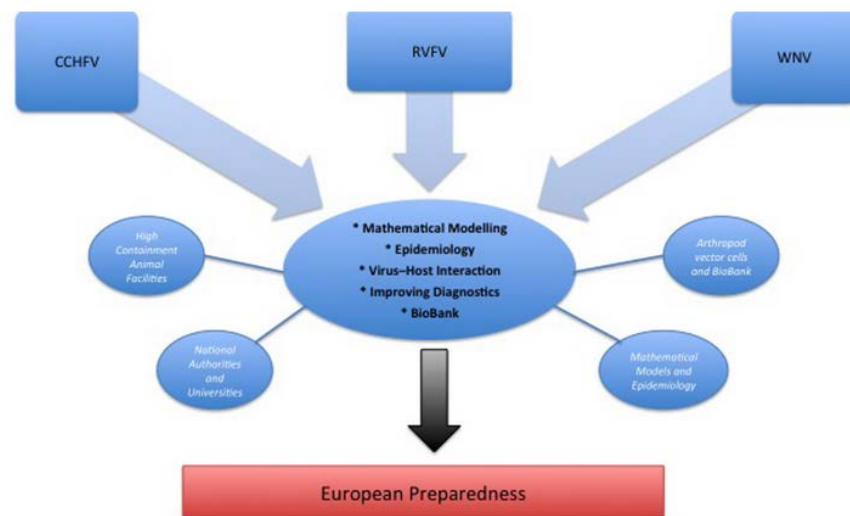 CCHFV
RVFV
WNV
* Mathematical Modelling
* Epidemiology
* Virus–Host Interaction
* Improving Diagnostics
* BioBank
High
Containment
Animal
Facilities
Arthropod
vector cells
and BioBank
National
Authorities
and
Universities
Mathematical
Models and
Epidemiology
European Preparedness